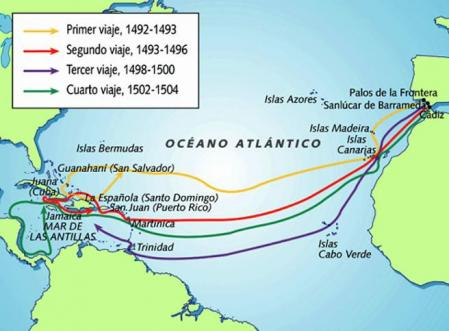 Primer viaje, 1492-1493
Segundo viaje, 1493-1496
Tercer viaje, 1498-1500
Cuarto viaje, 1502-1504
Palos de la Frontera
Islas Azores
Sanlúcar de Barrameda
Cádiz
Islas Madeira
OCÉANO ATLÁNTICO
Islas Bermudas
Islas
Canarias
Guanahani (San Salvador)
Juana
(Cuba)
La Española (Santo Domingo)
San Juan (Puerto Rico)
Jamaica
Martinica
MAR DE
LAS ANTILLAS
Trinidad
Islas
Cabo Verde